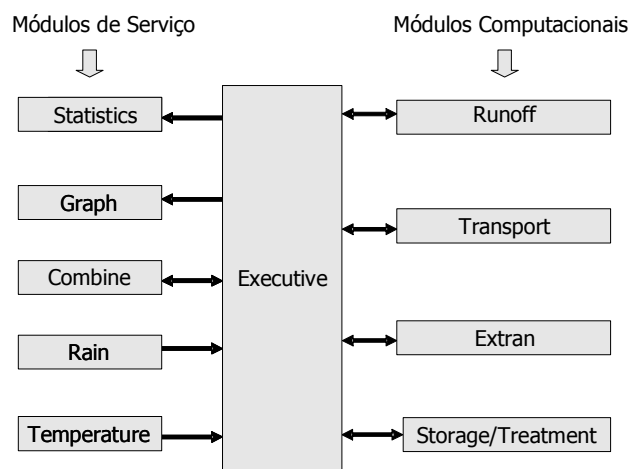 Módulos de Serviço
Módulos Computacionais
Statistics
Runoff
Graph
Transport
Combine
Executive
Rain
Extran
Temperature
Storage/Treatment